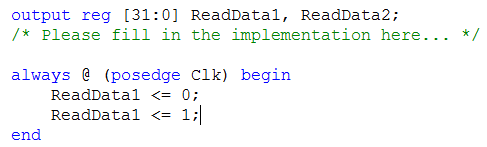 output reg [31:0] ReadData1, ReadData2;
/* Please fill in the implementation here... */
always @ (posedge Clk) begin
ReadData1 <= 0;
ReadData1 <= 1;
end